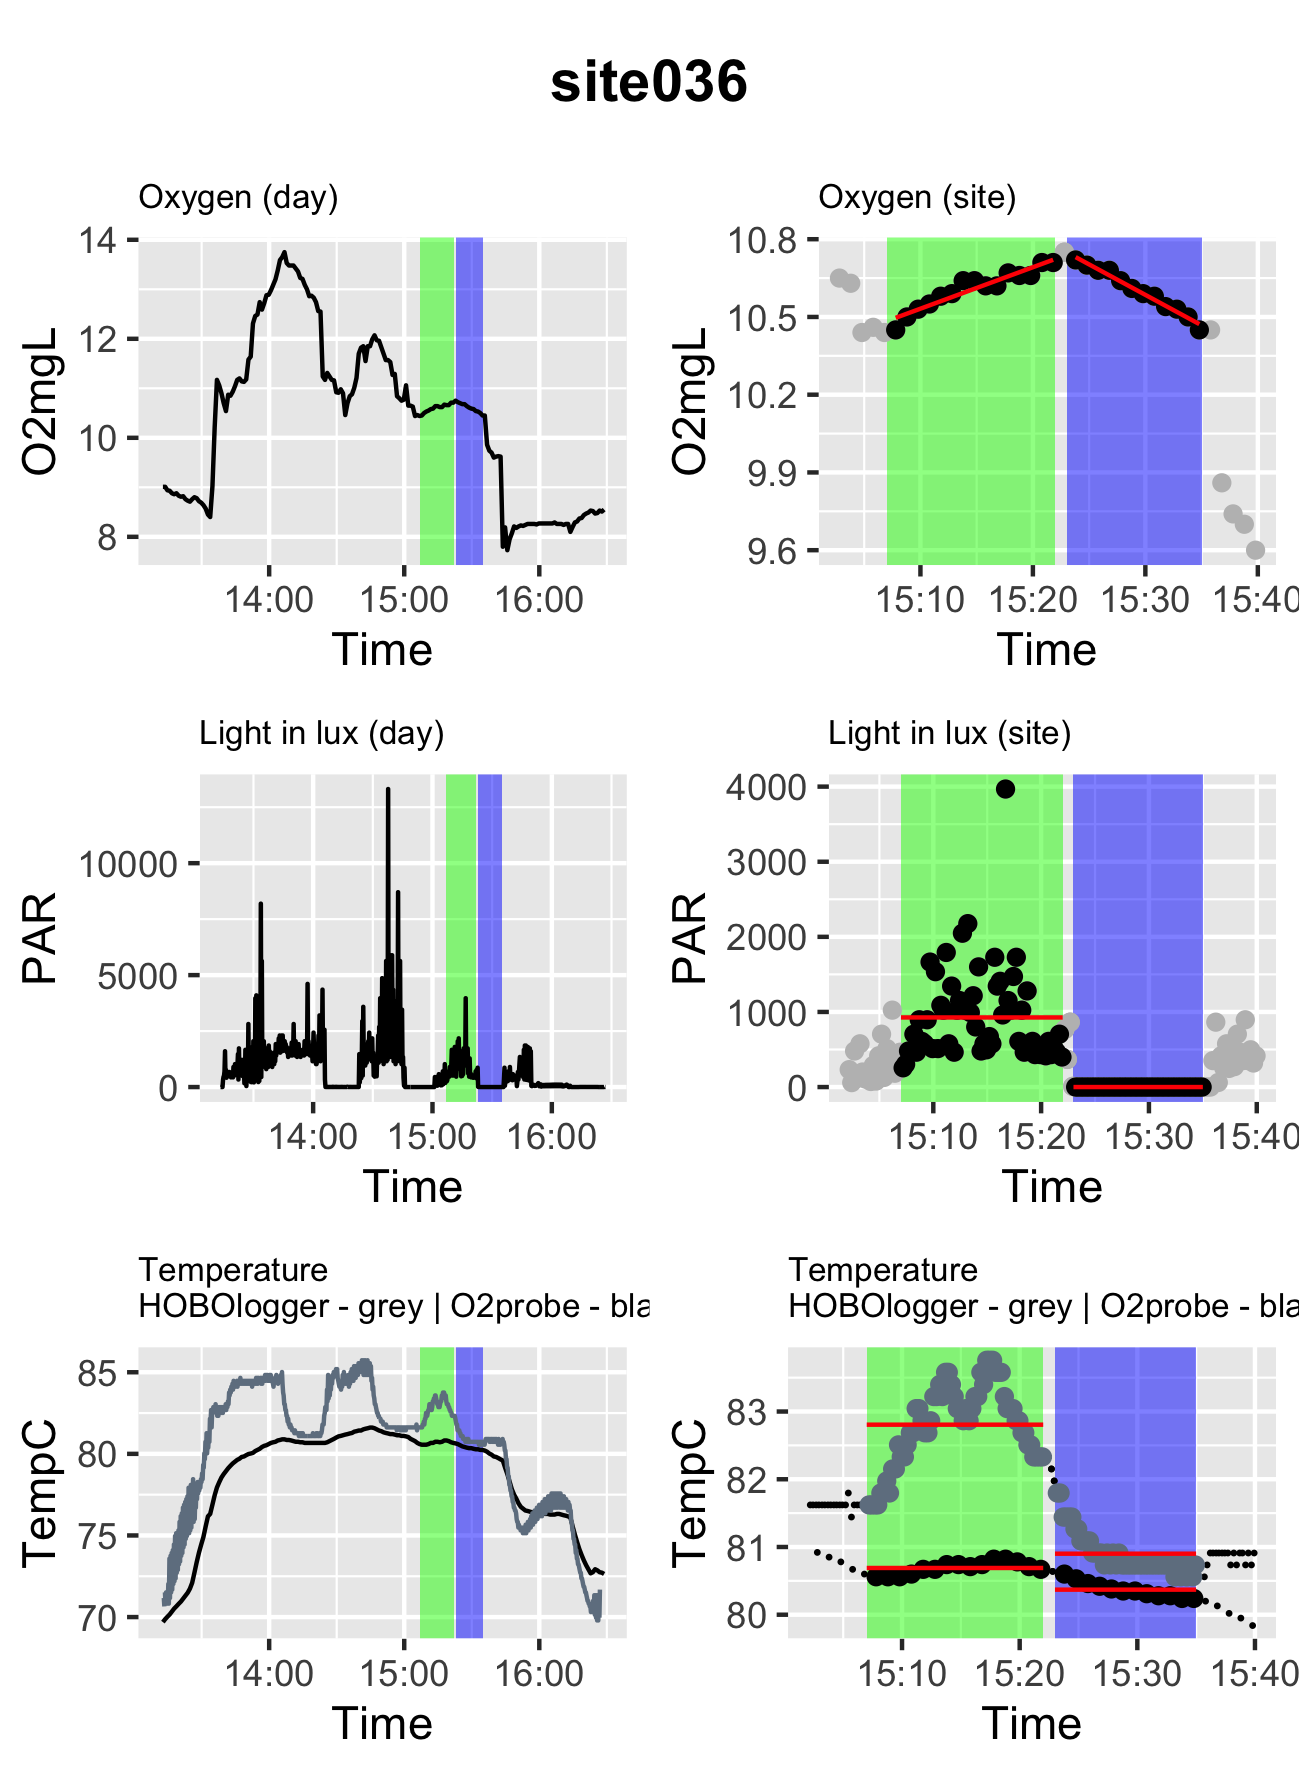 site036
Oxygen (day)
O2mgL
14
12
10
8
14:00 15:00 16:00
Time
Oxygen (site)
O2mgL
10.8
10.5
10.2
9.9
9.6
15:10 15:20 15:30 15:40
Time
Light in lux (day)
PAR
10000
5000
0
14:00 15:00 16:00
Time
Light in lux (site)
PAR
4000
3000
2000
1000
0
15:10 15:20 15:30 15:40
Time
Temperature
HOBOlogger - grey | O2probe - bla
TempC
85
80
75
70
14:00 15:00 16:00
Time
Temperature
HOBOlogger - grey | O2probe - bla
TempC
83
82
81
80
15:10 15:20 15:30 15:40
Time